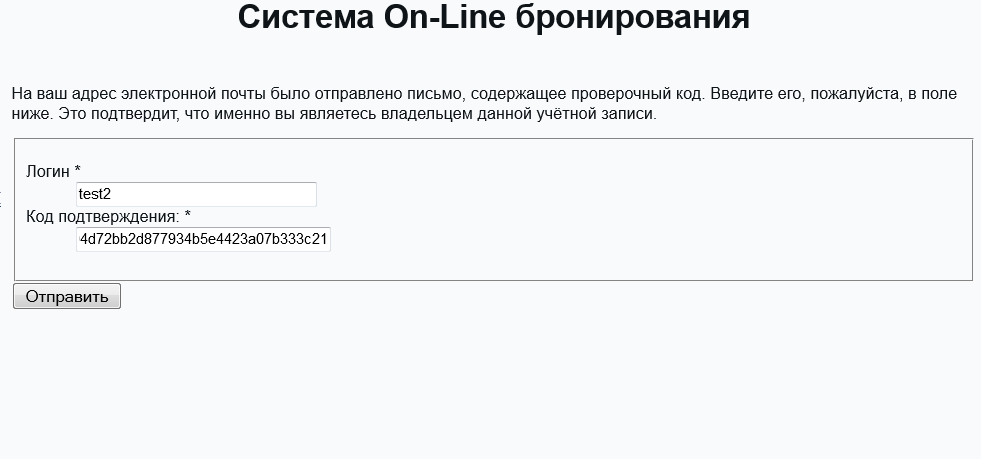 Система On-Line бронирования
На ваш адрес электронной почты было отправлено письмо, содержащее проверочный код. Введите его, пожалуйста, в поле
ниже. Это подтвердит, что именно вы являетесь владельцем данной учётной записи.
Логин *
test2
Код подтверждения: *
4d72bb2d877934b5e4423a07b333c21
Отправить